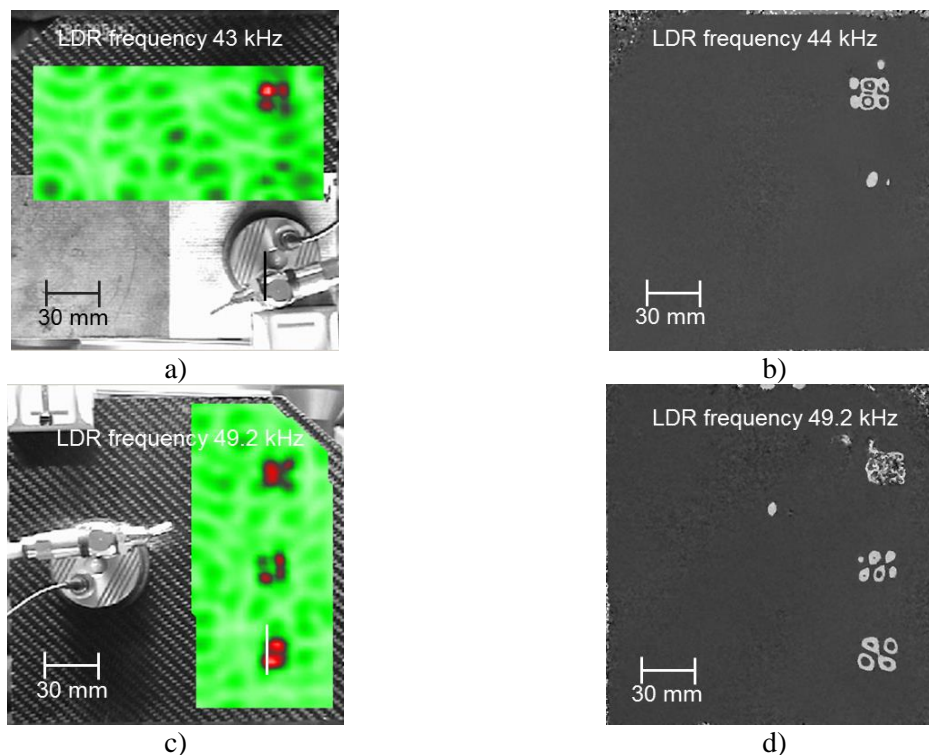 LDR frequency 43 kHz
30 mm
a)
LDR frequency 44 kHz
30 mm
b)
LDR frequency 49.2 kHz
30 mm
c)
LDR frequency 49.2 kHz
30 mm
d)